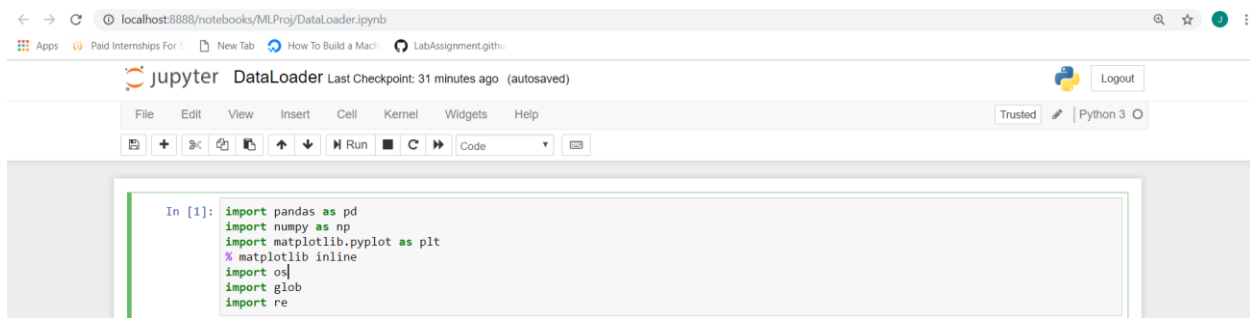 localhost:8888/notebooks/MLProj/DataLoader.ipynb
J
Apps Paid Internships For S New Tab How To Build a Mach LabAssignment.githu
jupyter DataLoader Last Checkpoint: 31 minutes ago (autosaved) Logout
File Edit View Insert Cell Kernel Widgets Help Trusted Python 3
Run Code
In [1]: import pandas as pd
import numpy as np
import matplotlib.pyplot as plt
% matplotlib inline
import os
import glob
import re